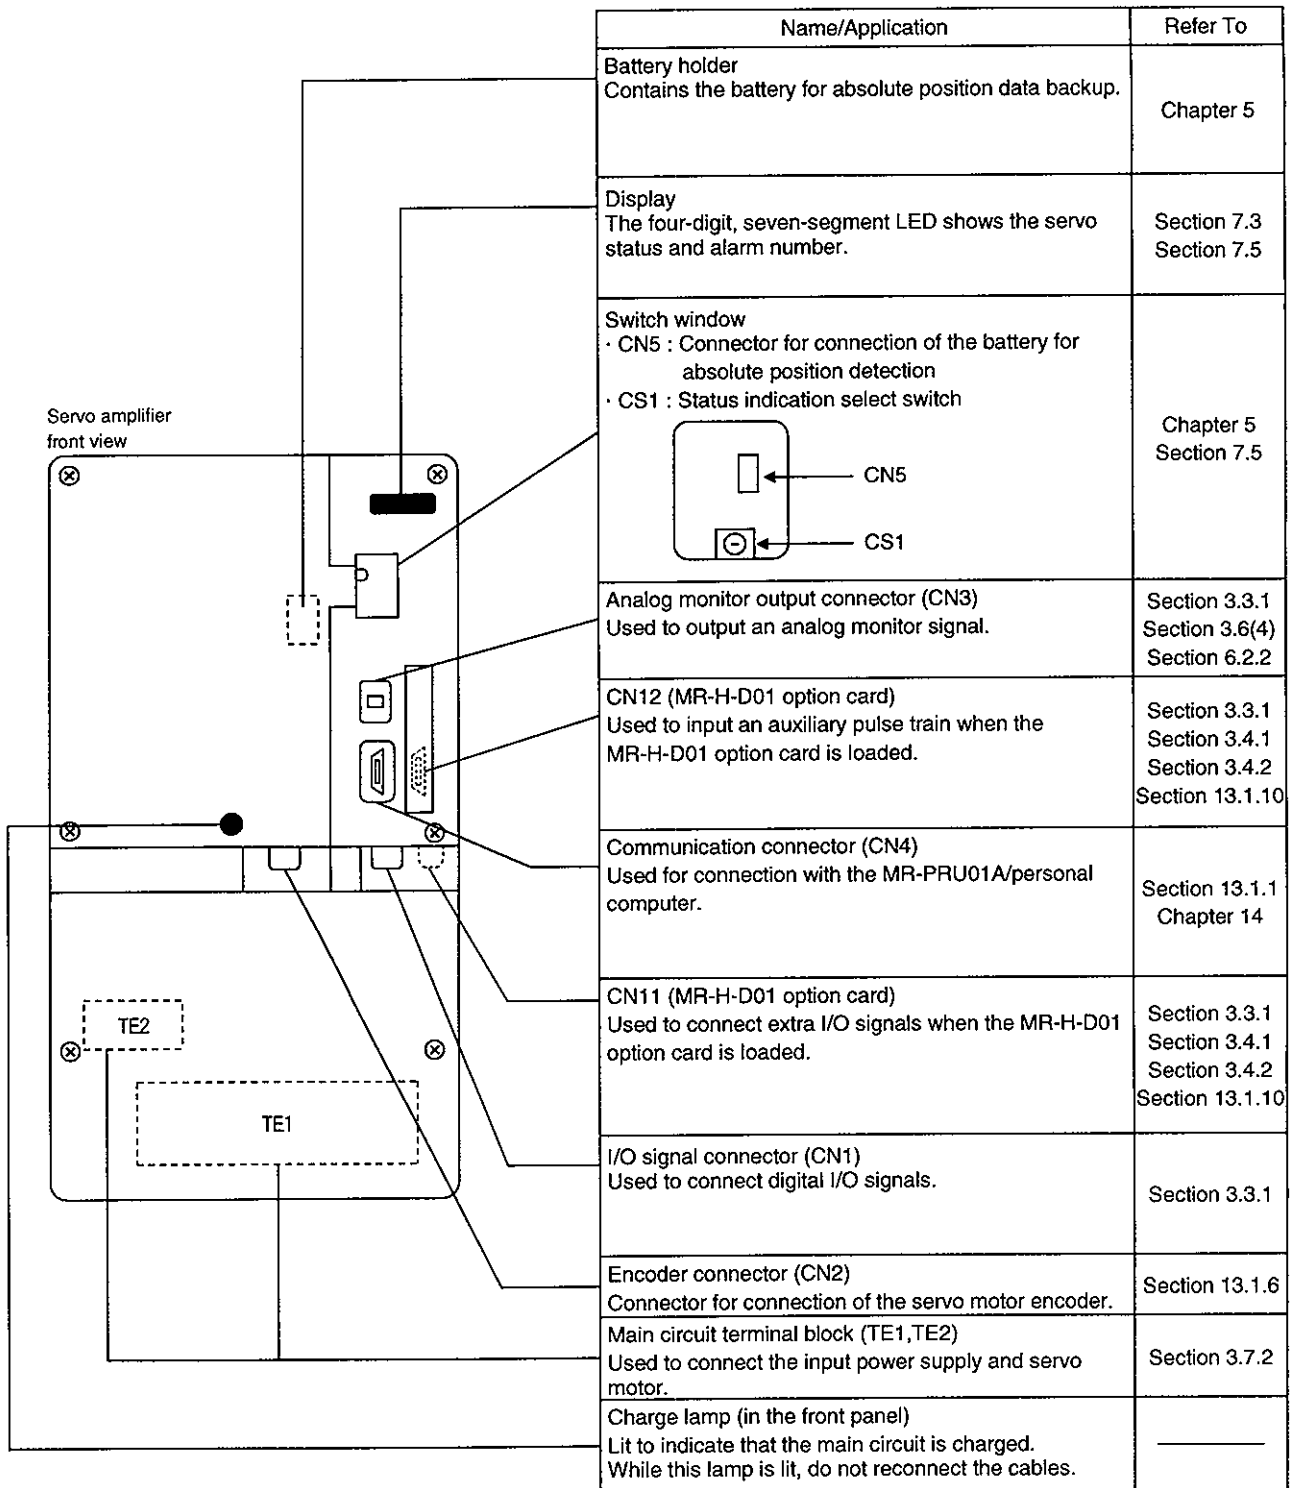 Name/Application
Refer To
Battery holder
Contains the battery for absolute position data backup.
Chapter 5
Display
The four-digit, seven-segment LED shows the servo
status and alarm number.
Section 7.3
Section 7.5
Switch window
· CN5 : Connector for connection of the battery for
absolute position detection
· CS1 : Status indication select switch
CN5
CS1
Chapter 5
Section 7.5
Servo amplifier
front view
Analog monitor output connector (CN3)
Used to output an analog monitor signal.
Section 3.3.1
Section 3.6(4)
Section 6.2.2
CN12 (MR-H-D01 option card)
Used to input an auxiliary pulse train when the
MR-H-D01 option card is loaded.
Section 3.3.1
Section 3.4.1
Section 3.4.2
Section 13.1.10
Communication connector (CN4)
Used for connection with the MR-PRU01A/personal
computer.
Section 13.1.1
Chapter 14
CN11 (MR-H-D01 option card)
Used to connect extra I/O signals when the MR-H-D01
option card is loaded.
Section 3.3.1
Section 3.4.1
Section 3.4.2
Section 13.1.10
TE2
TE1
I/O signal connector (CN1)
Used to connect digital I/O signals.
Section 3.3.1
Encoder connector (CN2)
Connector for connection of the servo motor encoder.
Section 13.1.6
Main circuit terminal block (TE1,TE2)
Used to connect the input power supply and servo
motor.
Section 3.7.2
Charge lamp (in the front panel)
Lit to indicate that the main circuit is charged.
While this lamp is lit, do not reconnect the cables.